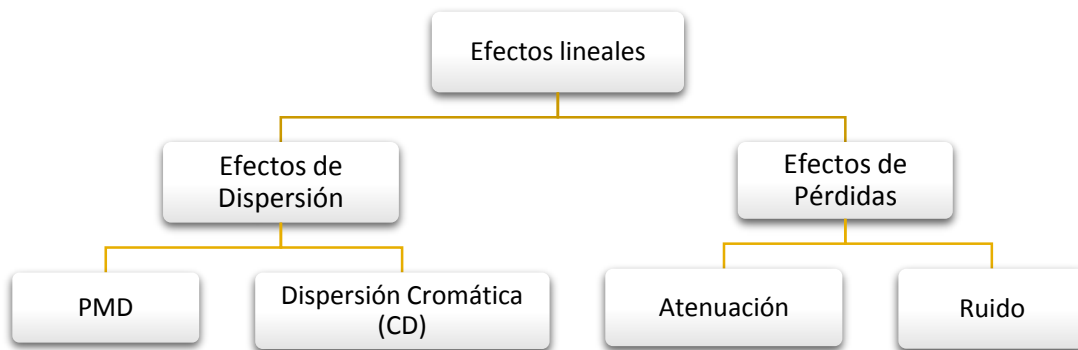 Efectos lineales
Efectos de
Dispersión
Efectos de
Pérdidas
PMD
Dispersión Cromática
(CD)
Atenuación
Ruido